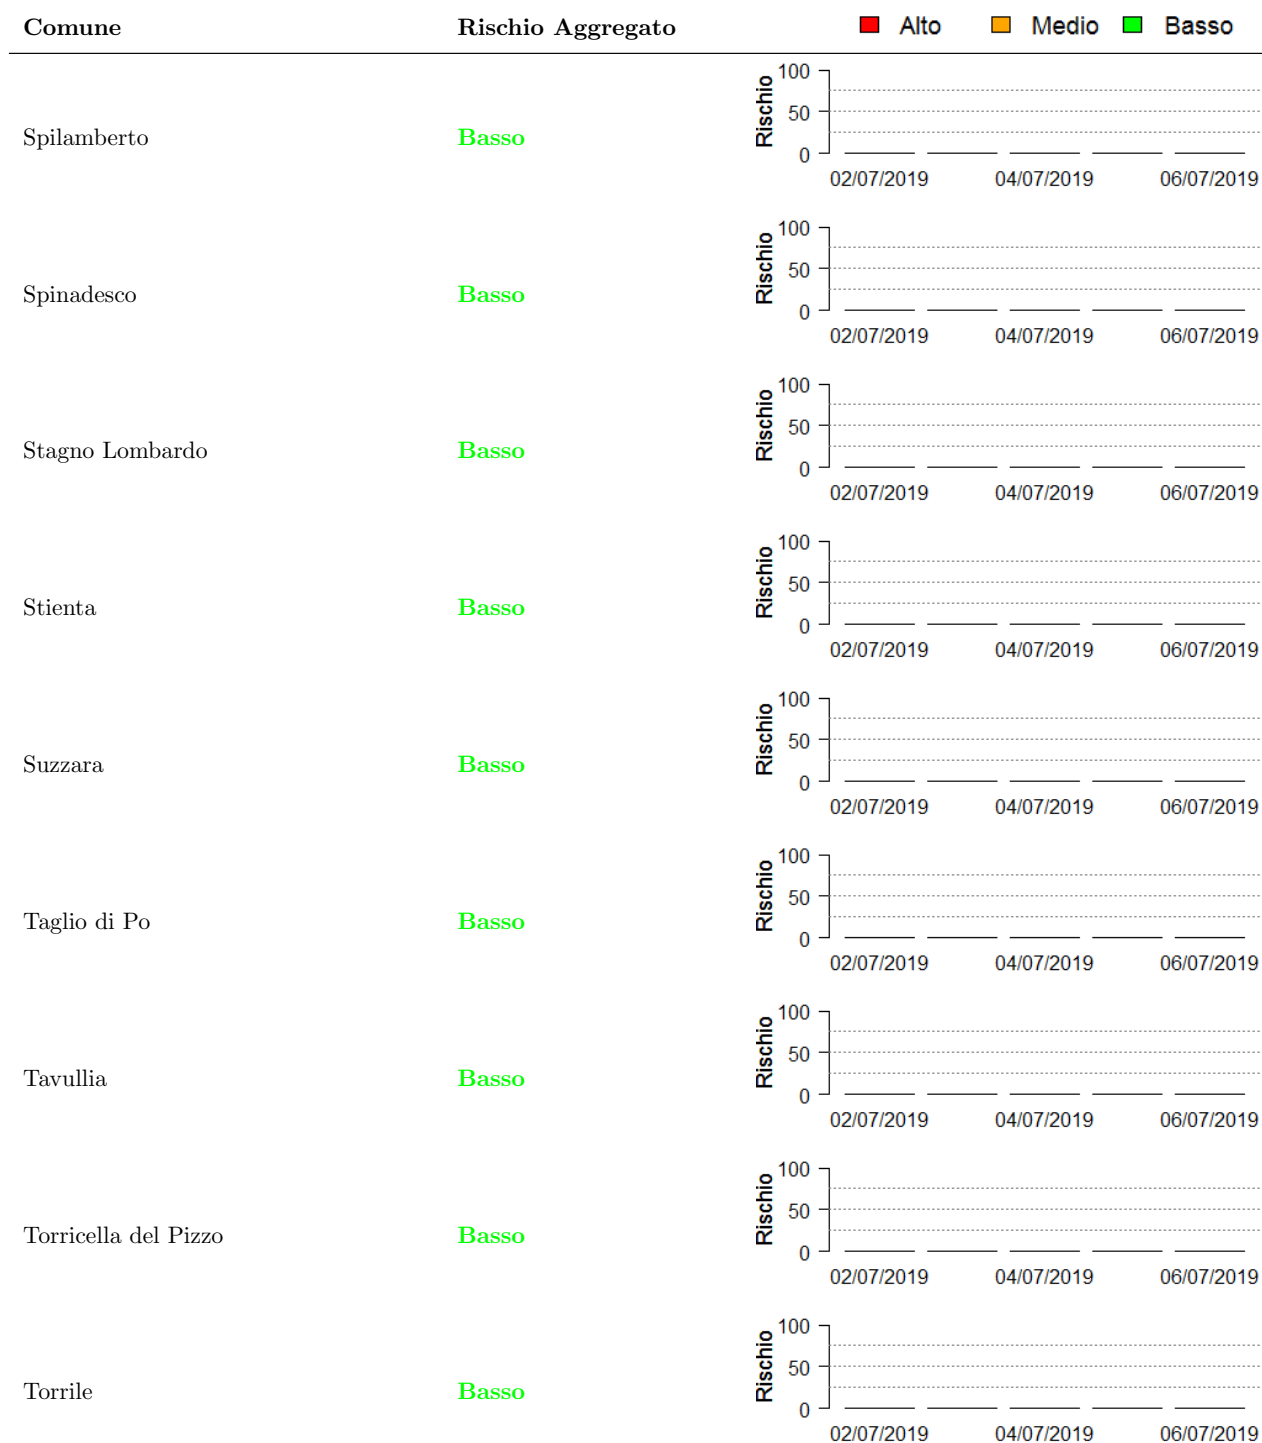 Comune Rischio Aggregato Alto Medio Basso
100
50
0
Rischio
Spilamberto Basso
02/07/2019 04/07/2019 06/07/2019
100
50
0
Rischio
Spinadesco Basso
02/07/2019 04/07/2019 06/07/2019
100
50
0
Rischio
Stagno Lombardo Basso
02/07/2019 04/07/2019 06/07/2019
100
50
0
Rischio
Stienta Basso
02/07/2019 04/07/2019 06/07/2019
100
50
0
Rischio
Suzzara Basso
02/07/2019 04/07/2019 06/07/2019
100
50
0
Rischio
Taglio di Po Basso
02/07/2019 04/07/2019 06/07/2019
100
50
0
Rischio
Tavullia Basso
02/07/2019 04/07/2019 06/07/2019
100
50
0
Rischio
Torricella del Pizzo Basso
02/07/2019 04/07/2019 06/07/2019
100
50
0
Rischio
Torrile Basso
02/07/2019 04/07/2019 06/07/2019